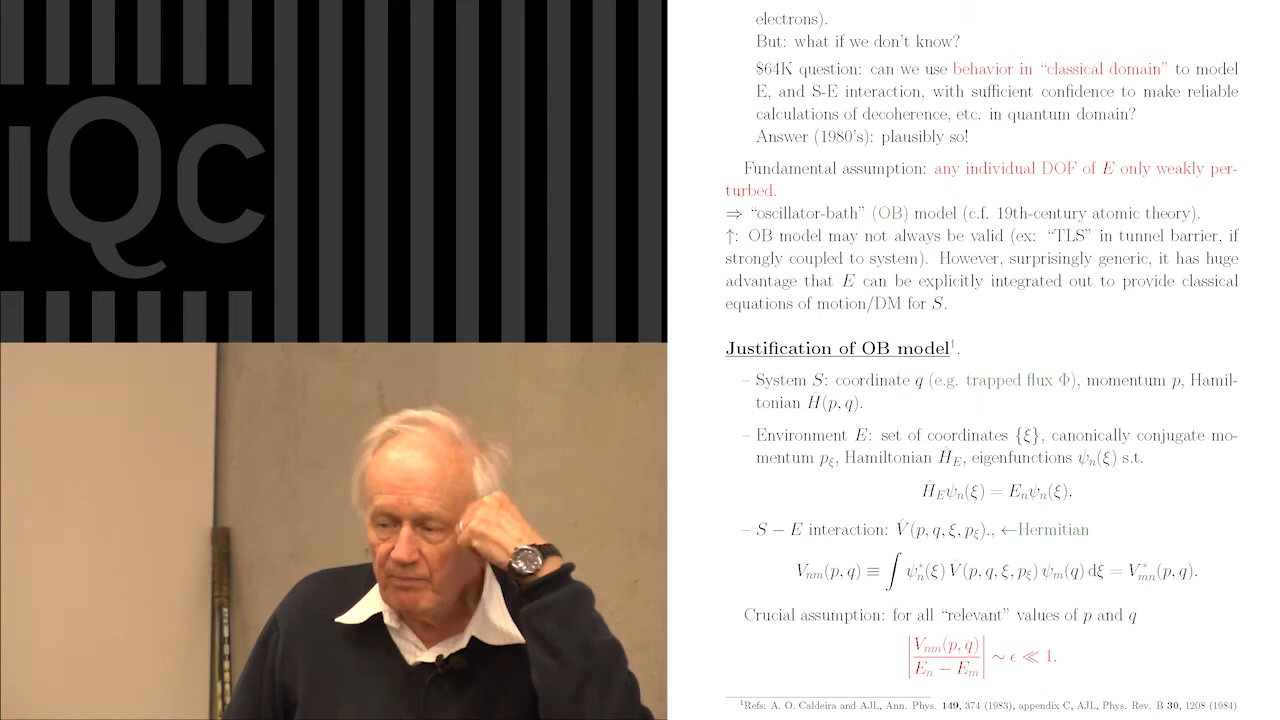 IQC
electrons).
But: what if we don't know?
$64K question: can we use behavior in "classical domain" to model
E, and S-E interaction, with sufficient confidence to make reliable
calculations of decoherence, etc. in quantum domain?
Answer (1980's): plausibly so!
Fundamental assumption: any individual DOF of E only weakly per-
turbed.
⇒ "oscillator-bath" (OB) model (c.f. 19th-century atomic theory).
↑: OB model may not always be valid (ex: "TLS" in tunnel barrier, if
strongly coupled to system). However, surprisingly generic, it has huge
advantage that E can be explicitly integrated out to provide classical
equations of motion/DM for S.
Justification of OB model¹.
– System S: coordinate q (e.g. trapped flux Φ), momentum p, Hamil-
tonian Ĥ(p, q).
– Environment E: set of coordinates {ξ}, canonically conjugate mo-
mentum p_ξ, Hamiltonian Ĥ_E, eigenfunctions ψ_n(ξ) s.t.
Ĥ_E ψ_n(ξ) = E_n ψ_n(ξ).
– S − E interaction: V̂(p, q, ξ, p_ξ)., ←Hermitian
V_nm(p, q) ≡ ∫ ψ*_n(ξ) V̂(p, q, ξ, p_ξ) ψ_m(q) dξ = V*_mn(p, q).
Crucial assumption: for all "relevant" values of p and q
|V_nm(p, q) / (E_n − E_m)| ∼ ϵ ≪ 1.
¹Refs: A. O. Caldeira and AJL, Ann. Phys. 149, 374 (1983), appendix C, AJL, Phys. Rev. B 30, 1208 (1984)